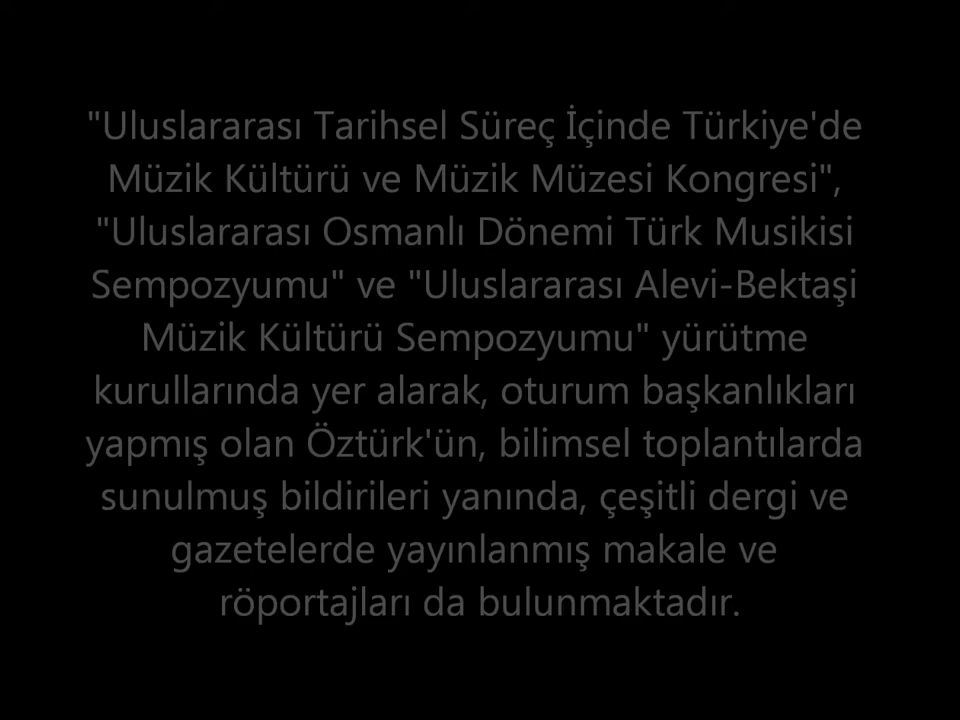 "Uluslararası Tarihsel Süreç İçinde Türkiye'de
Müzik Kültürü ve Müzik Müzesi Kongresi",
"Uluslararası Osmanlı Dönemi Türk Musikisi
Sempozyumu" ve "Uluslararası Alevi-Bektaşi
Müzik Kültürü Sempozyumu" yürütme
kurullarında yer alarak, oturum başkanlıkları
yapmış olan Öztürk'ün, bilimsel toplantılarda
sunulmuş bildirileri yanında, çeşitli dergi ve
gazetelerde yayınlanmış makale ve
röportajları da bulunmaktadır.